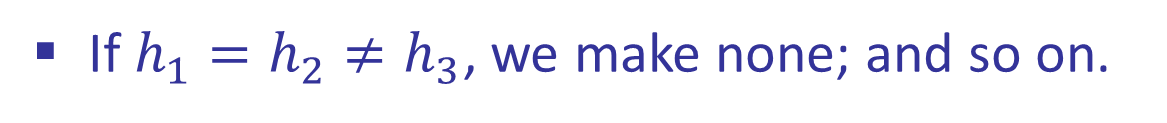 ▪ If ℎ₁ = ℎ₂ ≠ ℎ₃, we make none; and so on.